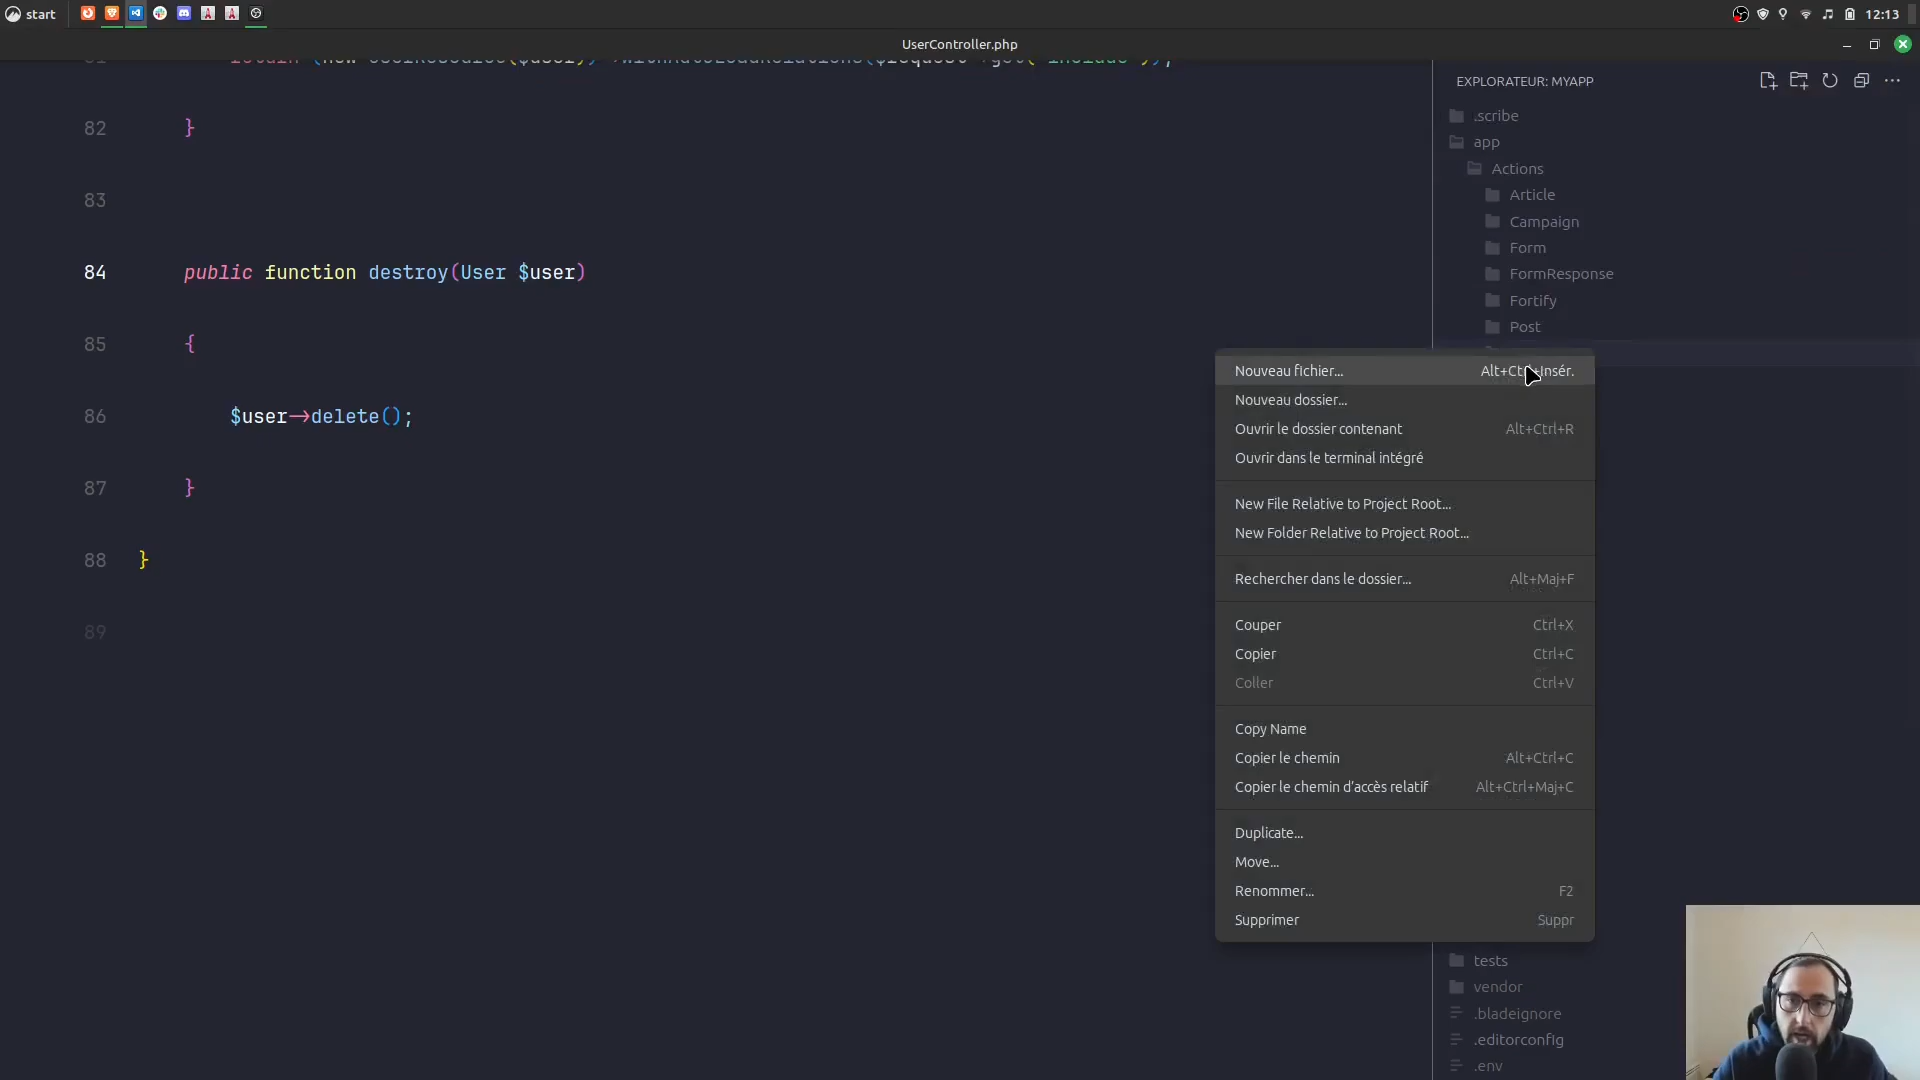 start
12:13
UserController.php
82 }
83
84 public function destroy(User $user)
85 {
86 $user->delete();
87 }
88 }
89
EXPLORATEUR: MYAPP
.scribe
app
Actions
Article
Campaign
Form
FormResponse
Fortify
Post
Nouveau fichier... Alt+Ctrl+Insér.
Nouveau dossier...
Ouvrir le dossier contenant Alt+Ctrl+R
Ouvrir dans le terminal intégré
New File Relative to Project Root...
New Folder Relative to Project Root...
Rechercher dans le dossier... Alt+Maj+F
Couper Ctrl+X
Copier Ctrl+C
Coller Ctrl+V
Copy Name
Copier le chemin Alt+Ctrl+C
Copier le chemin d'accès relatif Alt+Ctrl+Maj+C
Duplicate...
Move...
Renommer... F2
Supprimer Suppr
tests
vendor
.bladeignore
.editorconfig
.env